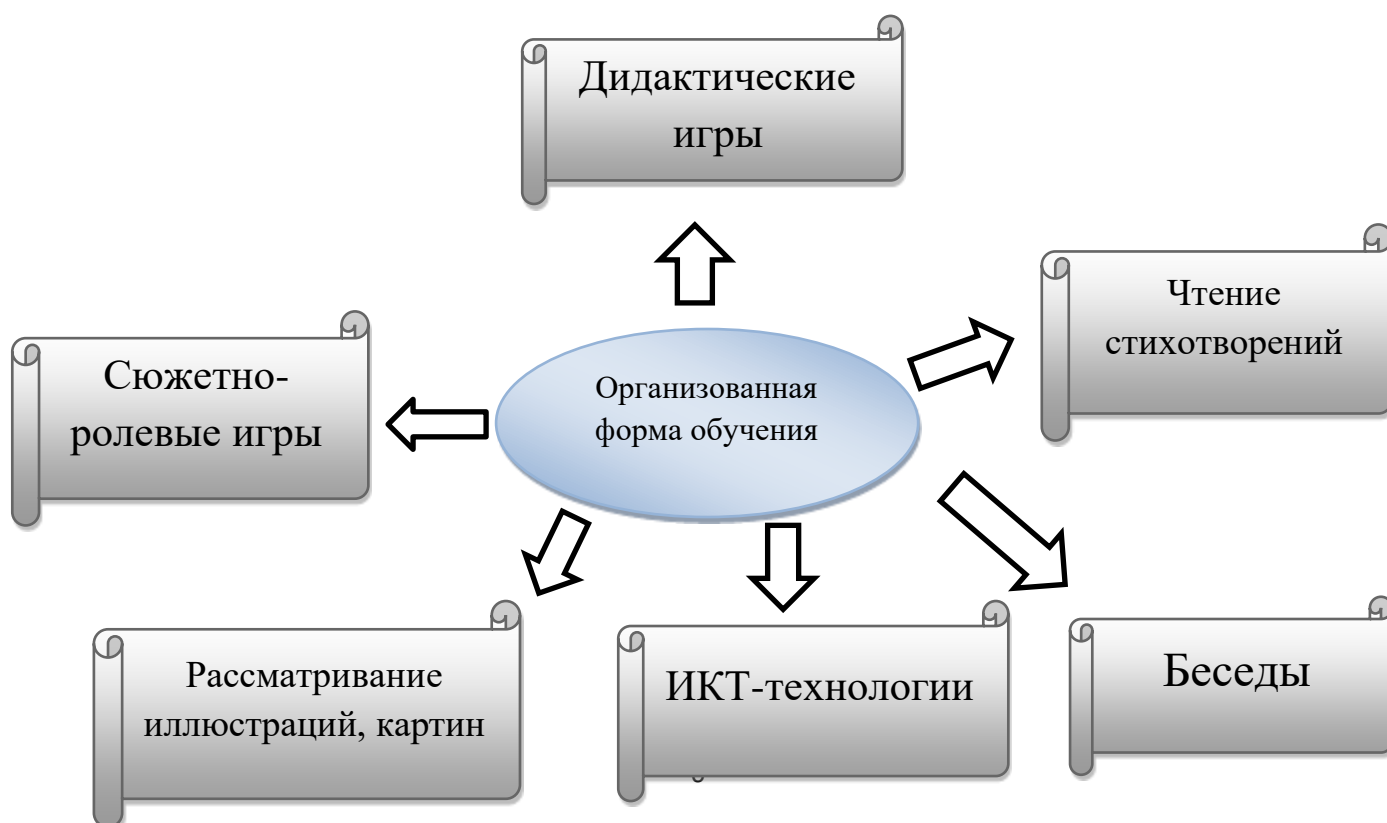 Дидактические
игры
Чтение
стихотворений
Сюжетно-
ролевые игры
Организованная
форма обучения
Рассматривание
иллюстраций, картин
ИКТ-технологии
Беседы